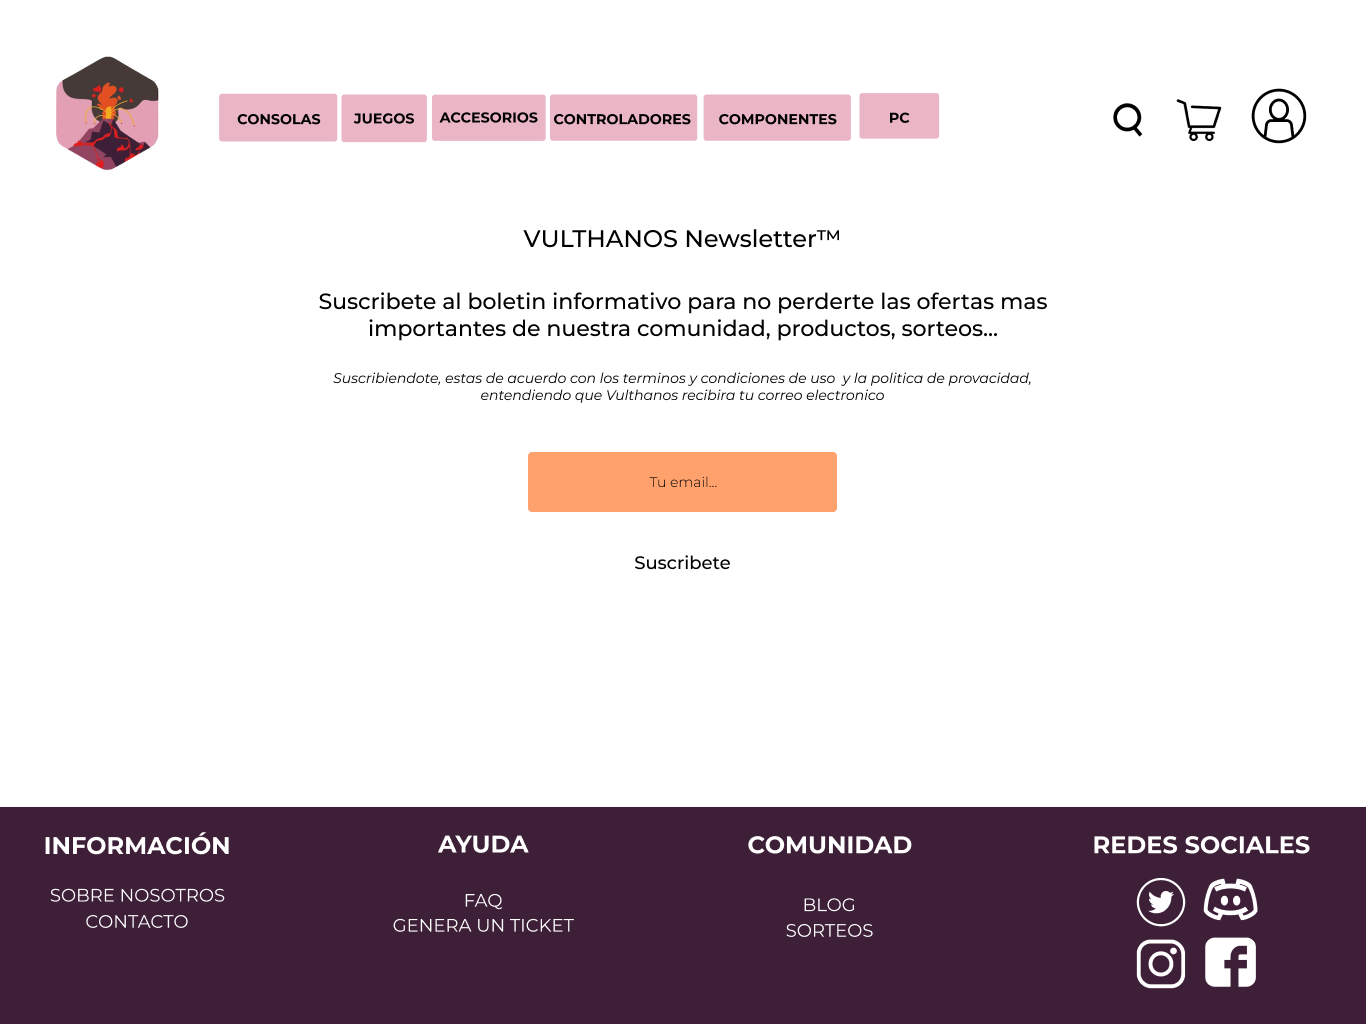 CONSOLAS
JUEGOS
ACCESORIOS
CONTROLADORES
COMPONENTES
PC
VULTHANOS Newsletter™
Suscribete al boletin informativo para no perderte las ofertas mas
importantes de nuestra comunidad, productos, sorteos...
Suscribiendote, estas de acuerdo con los terminos y condiciones de uso  y la politica de provacidad,
entendiendo que Vulthanos recibira tu correo electronico
Tu email...
Suscribete
INFORMACIÓN
SOBRE NOSOTROS
CONTACTO
AYUDA
FAQ
GENERA UN TICKET
COMUNIDAD
BLOG
SORTEOS
REDES SOCIALES